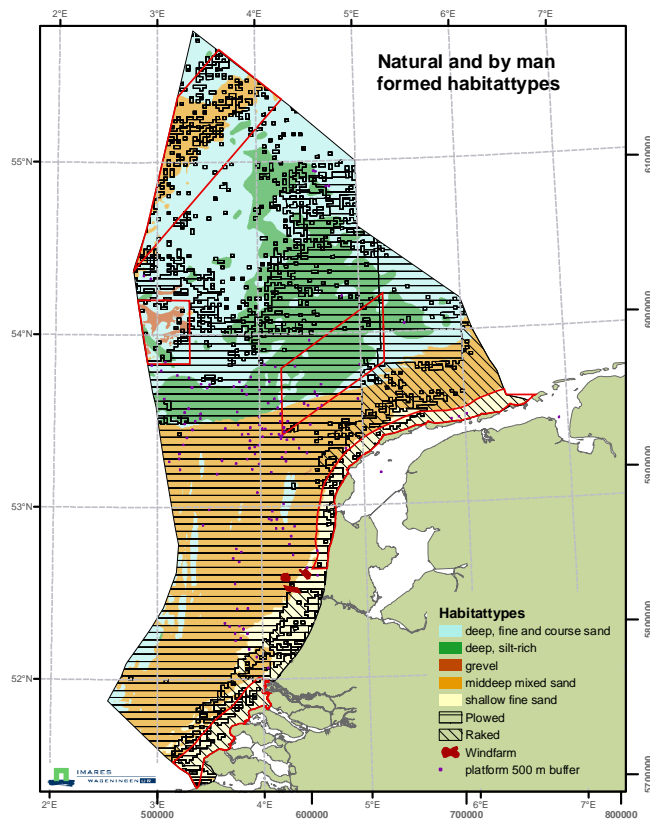 2°E 3°E 4°E 5°E 6°E 7°E
Natural and by man
formed habitattypes
55°N
6100000
54°N
6000000
53°N
5900000
52°N
5800000
5700000
Habitattypes
deep, fine and course sand
deep, silt-rich
grevel
middeep mixed sand
shallow fine sand
Plowed
Raked
Windfarm
platform 500 m buffer
IMARES
WAGENINGEN UR
2°E 3°E 4°E 5°E 6°E 7°E
500000 600000 700000 800000